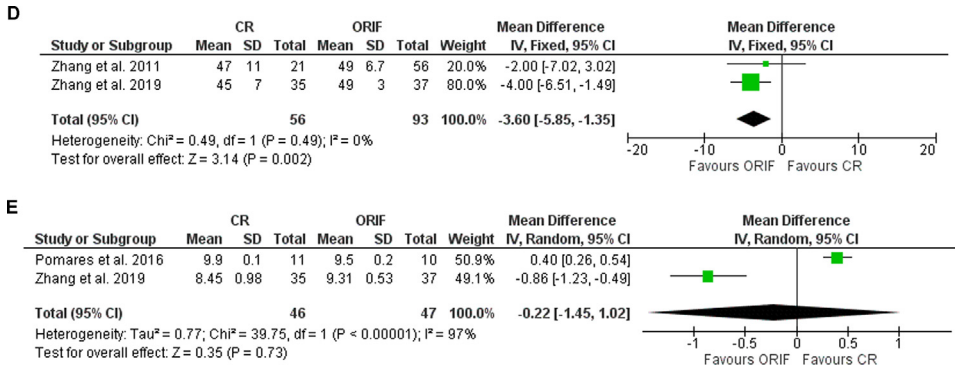 D
CR ORIF Mean Difference Mean Difference
Study or Subgroup Mean SD Total Mean SD Total Weight IV, Fixed, 95% CI IV, Fixed, 95% CI
Zhang et al. 2011 47 11 21 49 6.7 56 20.0% -2.00 [-7.02, 3.02]
Zhang et al. 2019 45 7 35 49 3 37 80.0% -4.00 [-6.51, -1.49]
Total (95% CI) 56 93 100.0% -3.60 [-5.85, -1.35]
Heterogeneity: Chi² = 0.49, df = 1 (P = 0.49); I² = 0%
Test for overall effect: Z = 3.14 (P = 0.002)
-20 -10 0 10 20
Favours ORIF Favours CR
E
CR ORIF Mean Difference Mean Difference
Study or Subgroup Mean SD Total Mean SD Total Weight IV, Random, 95% CI IV, Random, 95% CI
Pomares et al. 2016 9.9 0.1 11 9.5 0.2 10 50.9% 0.40 [0.26, 0.54]
Zhang et al. 2019 8.45 0.98 35 9.31 0.53 37 49.1% -0.86 [-1.23, -0.49]
Total (95% CI) 46 47 100.0% -0.22 [-1.45, 1.02]
Heterogeneity: Tau² = 0.77; Chi² = 39.75, df = 1 (P < 0.00001); I² = 97%
Test for overall effect: Z = 0.35 (P = 0.73)
-1 -0.5 0 0.5 1
Favours ORIF Favours CR